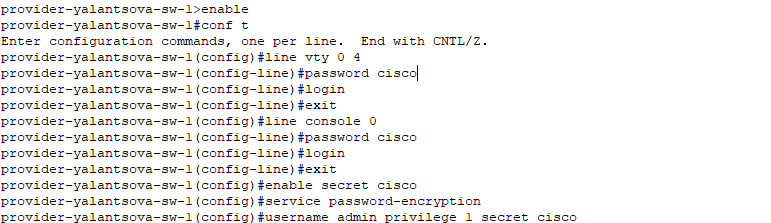 provider-yalantsova-sw-1>enable
provider-yalantsova-sw-1#conf t
Enter configuration commands, one per line.  End with CNTL/Z.
provider-yalantsova-sw-1(config)#line vty 0 4
provider-yalantsova-sw-1(config-line)#password cisco
provider-yalantsova-sw-1(config-line)#login
provider-yalantsova-sw-1(config-line)#exit
provider-yalantsova-sw-1(config)#line console 0
provider-yalantsova-sw-1(config-line)#password cisco
provider-yalantsova-sw-1(config-line)#login
provider-yalantsova-sw-1(config-line)#exit
provider-yalantsova-sw-1(config)#enable secret cisco
provider-yalantsova-sw-1(config)#service password-encryption
provider-yalantsova-sw-1(config)#username admin privilege 1 secret cisco